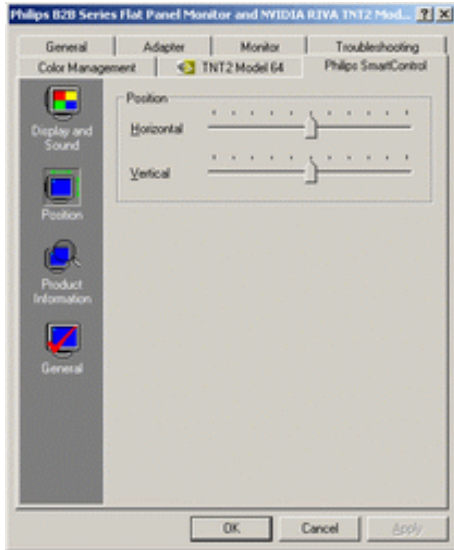 Philips 82B Series Flat Panel Monitor and NVIDIA RIVA TNT2 Mod...
General Adapter Monitor Troubleshooting
Color Management TNT2 Model 64 Philips SmartControl
Display and
Sound
Position
Product
Information
General
Position
Horizontal
Vertical
OK Cancel Apply